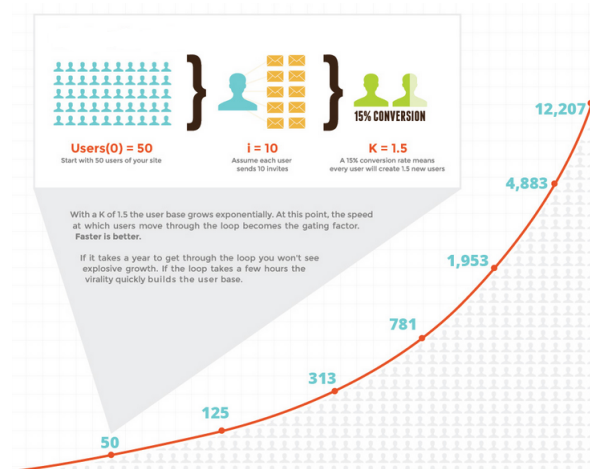 15% CONVERSION
Users(0) = 50
Start with 50 users of your site
i = 10
Assume each user
sends 10 invites
K = 1.5
A 15% conversion rate means
every user will create 1.5 new users
With a K of 1.5 the user base grows exponentially. At this point, the speed
at which users move through the loop becomes the gating factor.
Faster is better.
If it takes a year to get through the loop you won't see
explosive growth. If the loop takes a few hours the
virality quickly builds the user base.
12,207
4,883
1,953
781
313
125
50